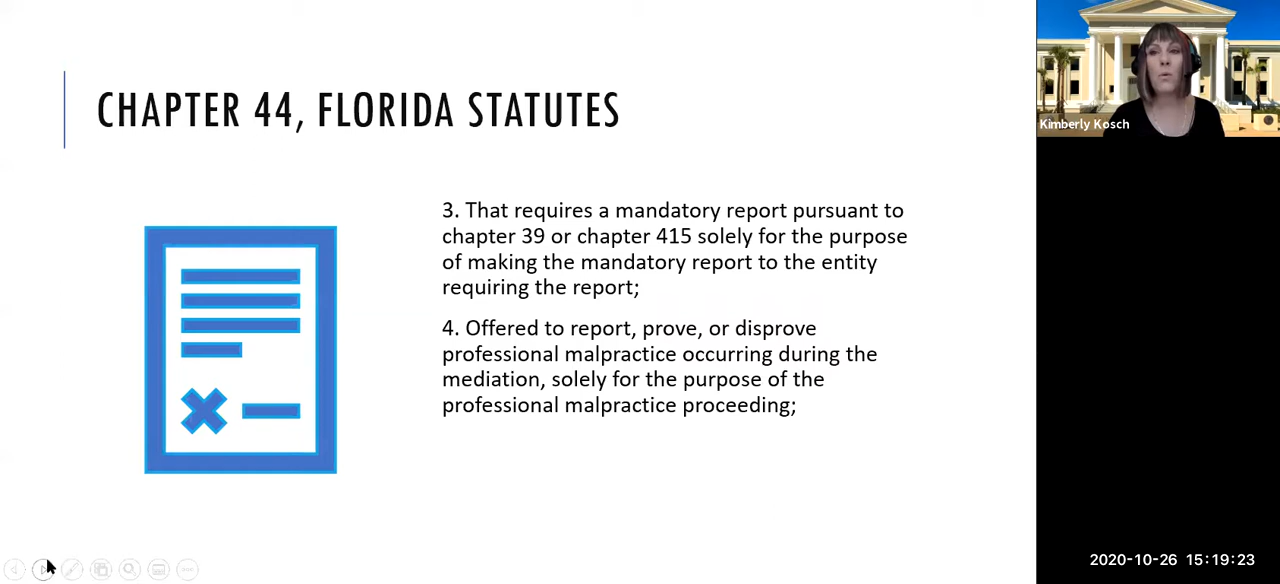 CHAPTER 44, FLORIDA STATUTES
3. That requires a mandatory report pursuant to
chapter 39 or chapter 415 solely for the purpose
of making the mandatory report to the entity
requiring the report;
4. Offered to report, prove, or disprove
professional malpractice occurring during the
mediation, solely for the purpose of the
professional malpractice proceeding;
Kimberly Kosch
2020-10-26 15:19:23